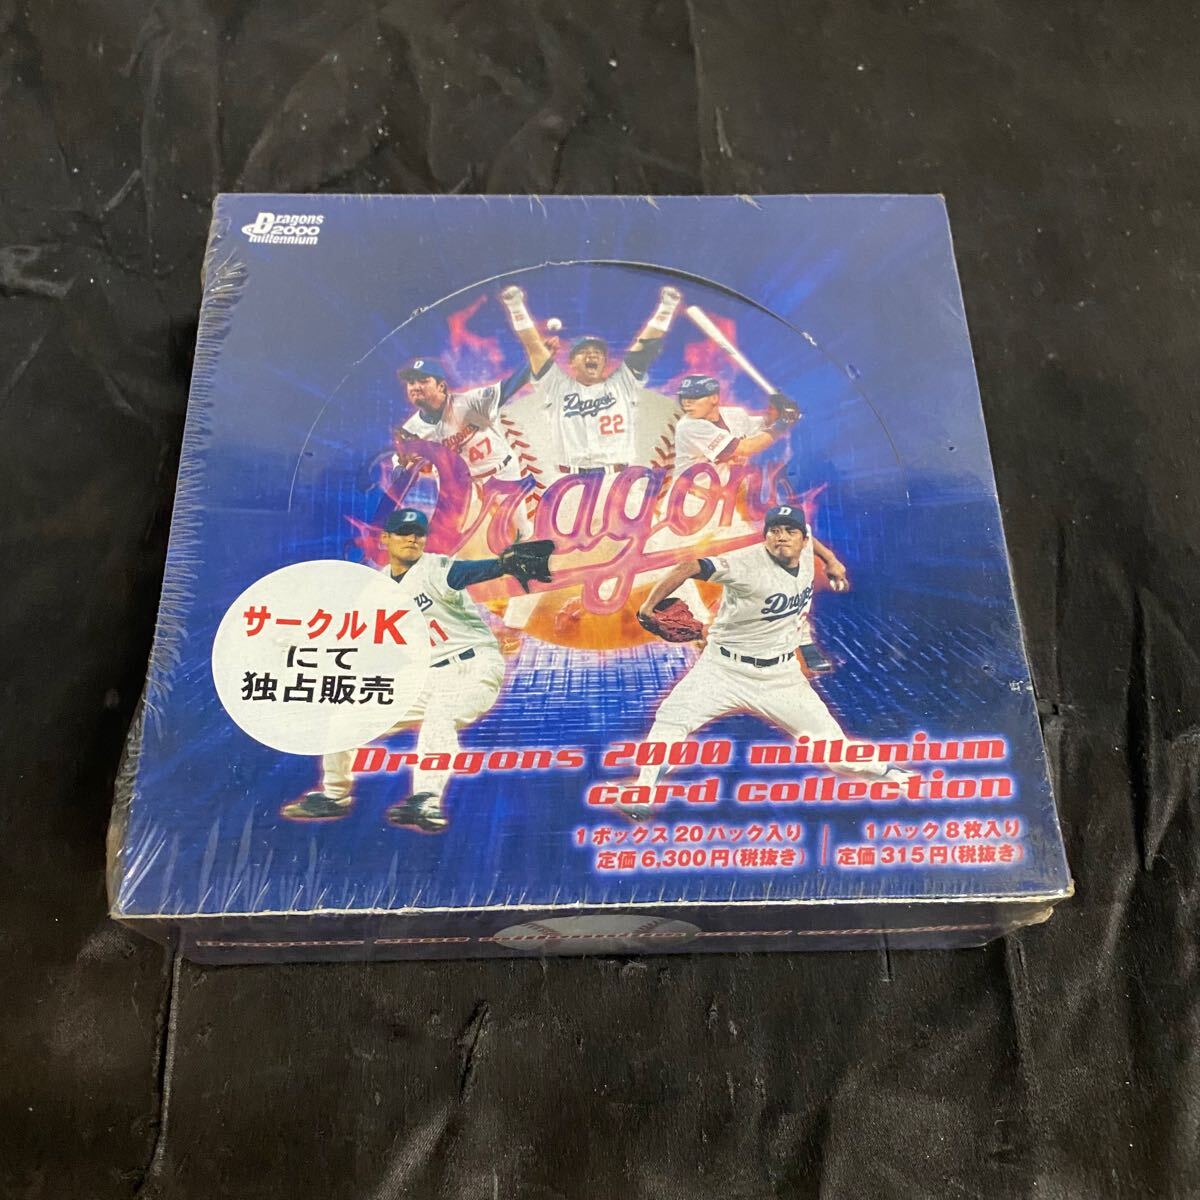 Dragons
2000
millennium
D
D
Dragons
22
Dragons
47
Dragons
D
D
Dragons
サークルK
にて
独占販売
Dragons 2000 millenium
card collection
1ボックス20パック入り
定価6,300円(税抜き)
1パック8枚入り
定価315円(税抜き)